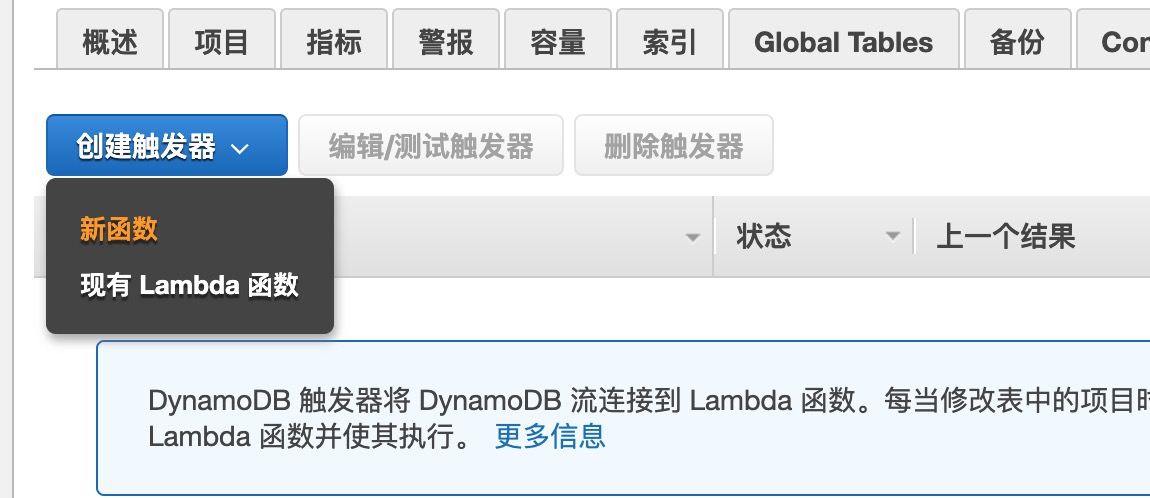 概述 项目 指标 警报 容量 索引 Global Tables 备份
创建触发器 编辑/测试触发器 删除触发器
新函数
状态 上一个结果
现有 Lambda 函数
DynamoDB 触发器将 DynamoDB 流连接到 Lambda 函数。每当修改表中的项目
Lambda 函数并使其执行。 更多信息